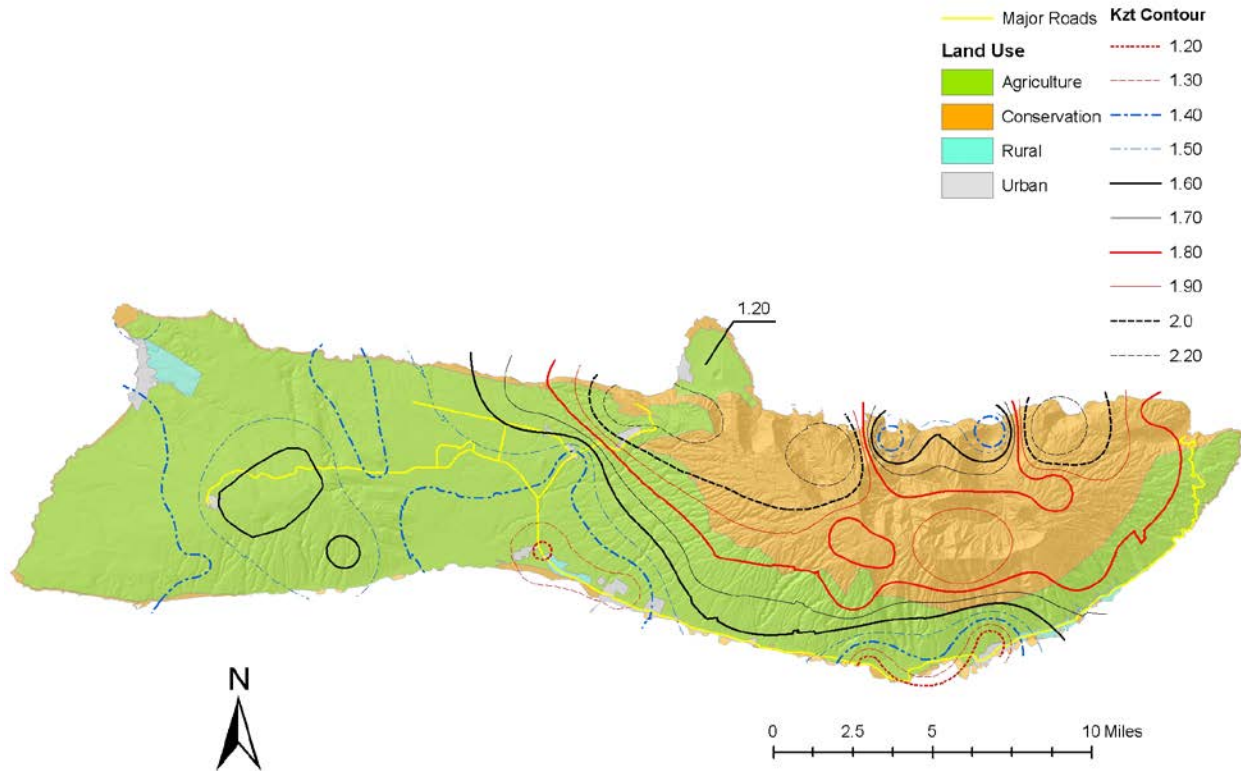 Major Roads
Land Use
Agriculture
Conservation
Rural
Urban
Kzt Contour
1.20
1.30
1.40
1.50
1.60
1.70
1.80
1.90
2.0
2.20
1.20
N
0 2.5 5 10 Miles